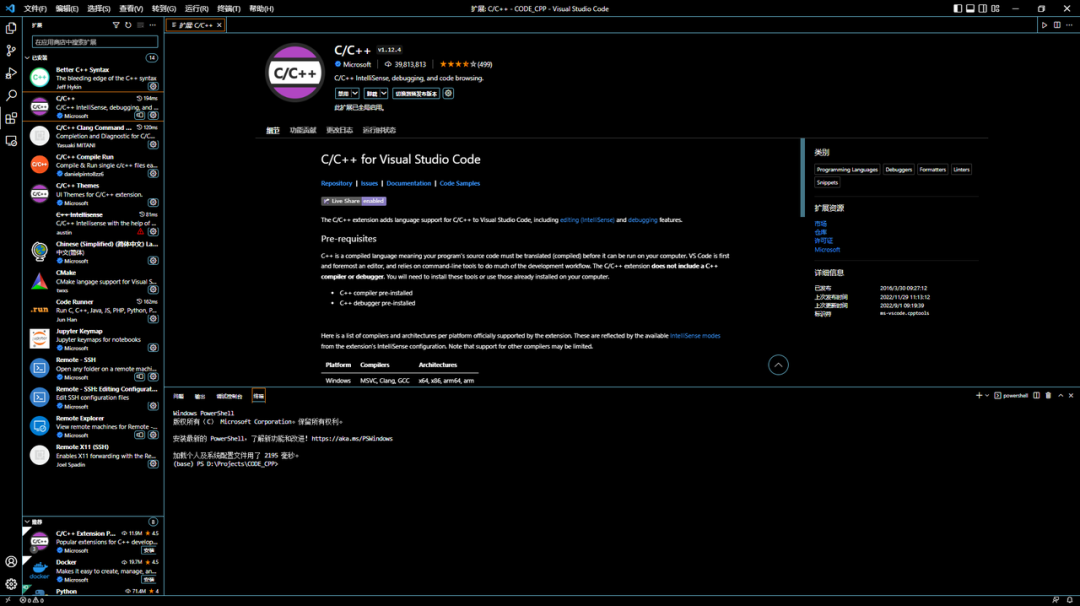 文件(F) 编辑(E) 选择(S) 查看(V) 转到(G) 运行(R) 终端(T) 帮助(H)
扩展: C/C++ - CODE_CPP - Visual Studio Code
扩展
在应用商店中搜索扩展
已安装 14
Better C++ Syntax
The bleeding edge of the C++ syntax
Jeff Hykin
C/C++ 194ms
C/C++ IntelliSense, debugging, and ...
Microsoft
C/C++ Clang Command ... 120ms
Completion and Diagnostic for C/C...
Yasuaki MITANI
C/C++ Compile Run
Compile & Run single c/c++ files ea...
danielpinto8zz6
C/C++ Themes
UI Themes for C/C++ extension.
Microsoft
C++ Intellisense 81ms
C/C++ Intellisense with the help of ...
austin
Chinese (Simplified) (简体中文) La...
中文(简体)
Microsoft
CMake
CMake langage support for Visual S...
twxs
Code Runner 162ms
Run C, C++, Java, JS, PHP, Python, P...
Jun Han
Jupyter Keymap
Jupyter keymaps for notebooks
Microsoft
Remote - SSH
Open any folder on a remote machi...
Microsoft
Remote - SSH: Editing Configurat...
Edit SSH configuration files
Microsoft
Remote Explorer
View remote machines for Remote -...
Microsoft
Remote X11 (SSH)
Enables X11 forwarding with the Re...
Joel Spadin
推荐 8
C/C++ Extension P... 11.9M 4.5
Popular extensions for C++ develop...
Microsoft 安装
Docker 19.7M 4.5
Makes it easy to create, manage, an...
Microsoft 安装
Python 71.4M 4
扩展: C/C++
C/C++
C/C++ v1.12.4
Microsoft 39,813,813 (499)
C/C++ IntelliSense, debugging, and code browsing.
禁用 卸载 切换到预发布版本
此扩展已全局启用。
细节 功能贡献 更改日志 运行时状态
C/C++ for Visual Studio Code
Repository | Issues | Documentation | Code Samples
Live Share enabled
The C/C++ extension adds language support for C/C++ to Visual Studio Code, including editing (IntelliSense) and debugging features.
Pre-requisites
C++ is a compiled language meaning your program's source code must be translated (compiled) before it can be run on your computer. VS Code is first
and foremost an editor, and relies on command-line tools to do much of the development workflow. The C/C++ extension does not include a C++
compiler or debugger. You will need to install these tools or use those already installed on your computer.
• C++ compiler pre-installed
• C++ debugger pre-installed
Here is a list of compilers and architectures per platform officially supported by the extension. These are reflected by the available IntelliSense modes
from the extension's IntelliSense configuration. Note that support for other compilers may be limited.
Platform Compilers Architectures
Windows MSVC, Clang, GCC x64, x86, arm64, arm
类别
Programming Languages Debuggers Formatters Linters
Snippets
扩展资源
市场
仓库
许可证
Microsoft
详细信息
已发布 2016/3/30 09:27:12
上次发布时间 2022/11/29 11:13:12
上次更新时间 2022/9/1 09:19:39
标识符 ms-vscode.cpptools
问题 输出 调试控制台 终端
powershell
Windows PowerShell
版权所有 (C) Microsoft Corporation。保留所有权利。
安装最新的 PowerShell，了解新功能和改进！https://aka.ms/PSWindows
加载个人及系统配置文件用了 2195 毫秒。
(base) PS D:\Projects\CODE_CPP>
0 0